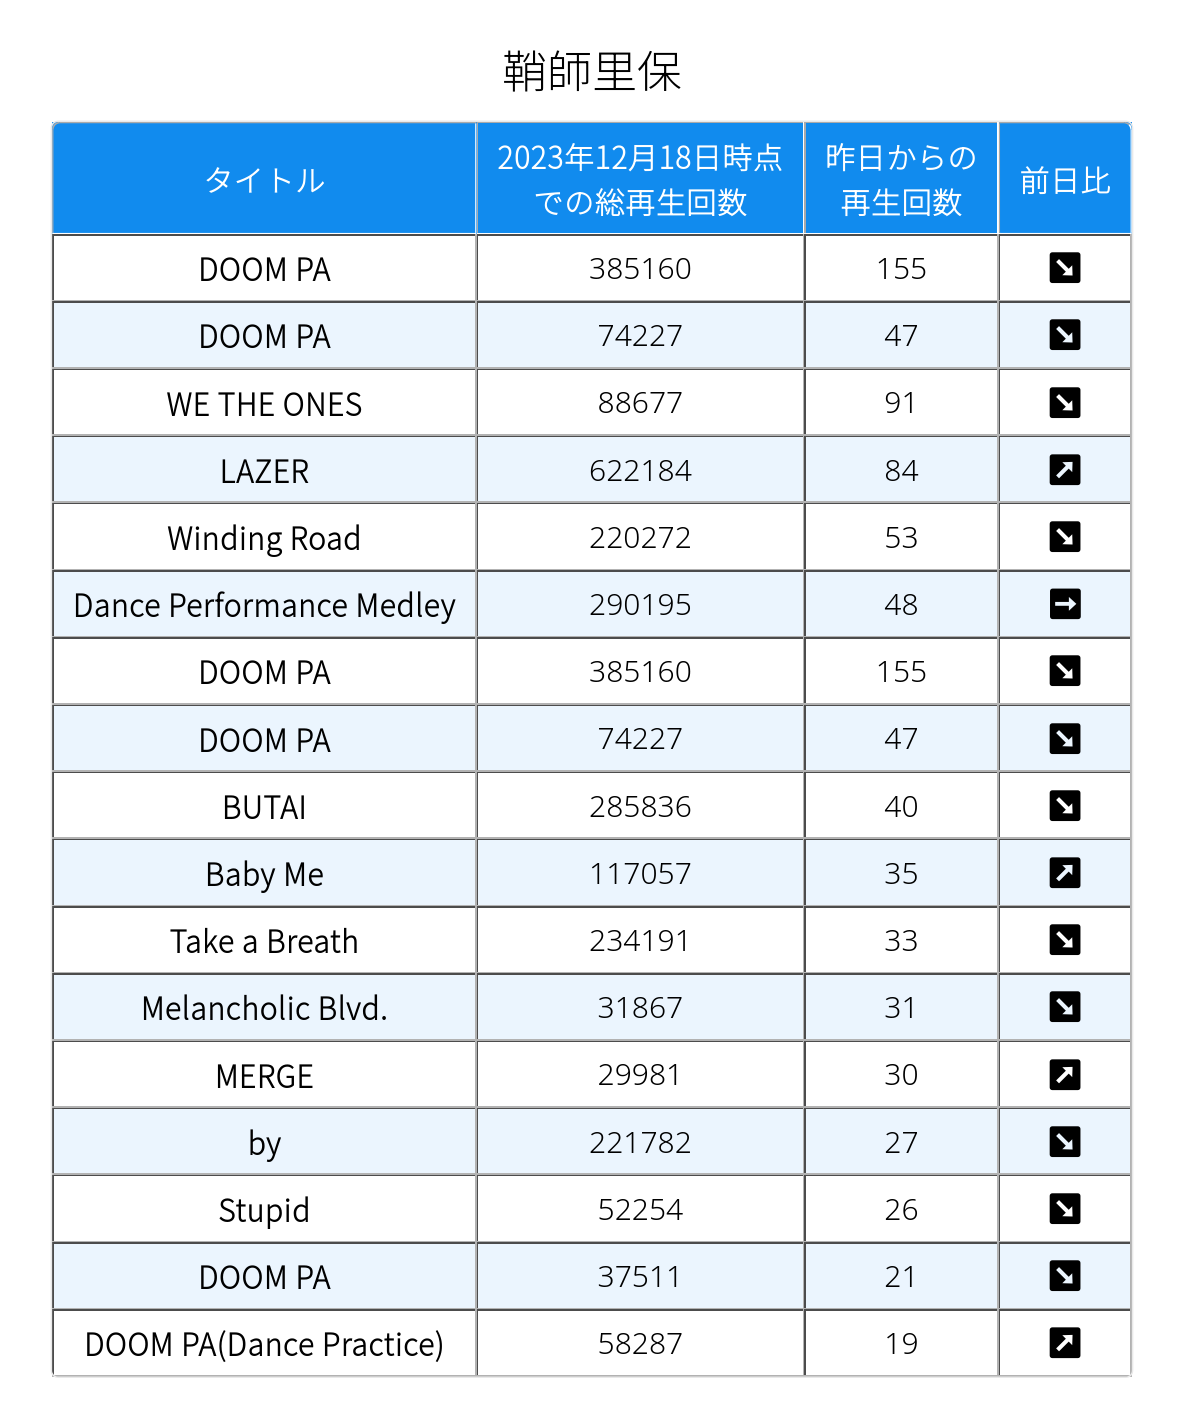 鞘師里保
タイトル
2023年12月18日時点
での総再生回数
昨日からの
再生回数
前日比
DOOM PA 385160 155 ↘
DOOM PA 74227 47 ↘
WE THE ONES 88677 91 ↘
LAZER 622184 84 ↗
Winding Road 220272 53 ↘
Dance Performance Medley 290195 48 →
DOOM PA 385160 155 ↘
DOOM PA 74227 47 ↘
BUTAI 285836 40 ↘
Baby Me 117057 35 ↗
Take a Breath 234191 33 ↘
Melancholic Blvd. 31867 31 ↘
MERGE 29981 30 ↗
by 221782 27 ↘
Stupid 52254 26 ↘
DOOM PA 37511 21 ↘
DOOM PA(Dance Practice) 58287 19 ↗